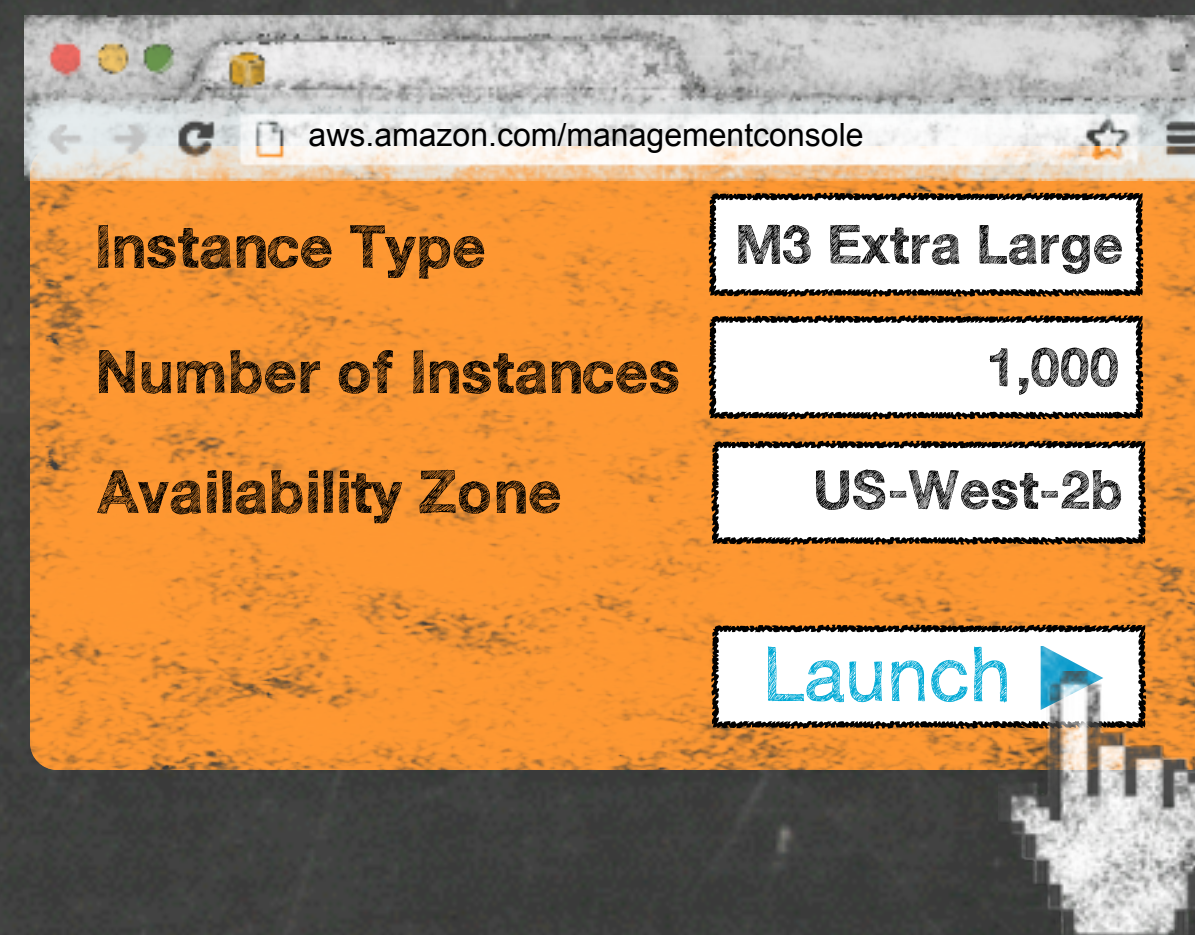 aws.amazon.com/managementconsole
Instance Type M3 Extra Large
Number of Instances 1,000
Availability Zone US-West-2b
Launch